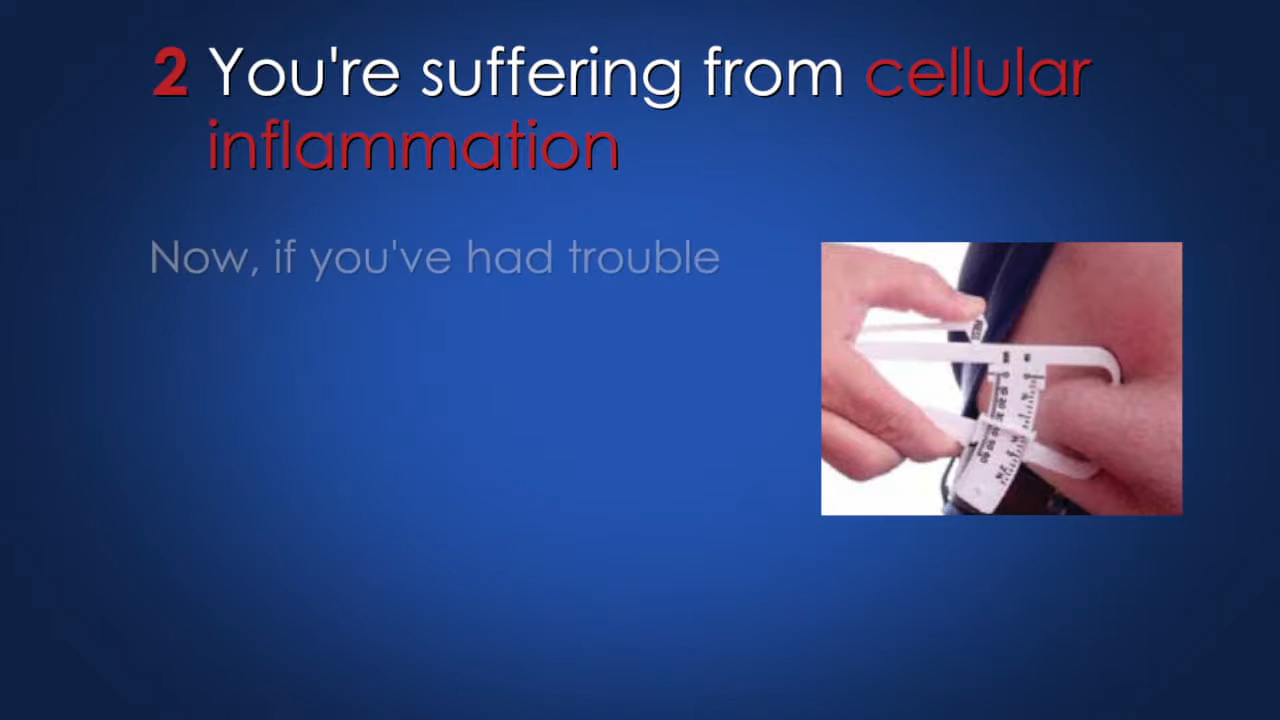 2 You're suffering from cellular
inflammation
Now, if you've had trouble